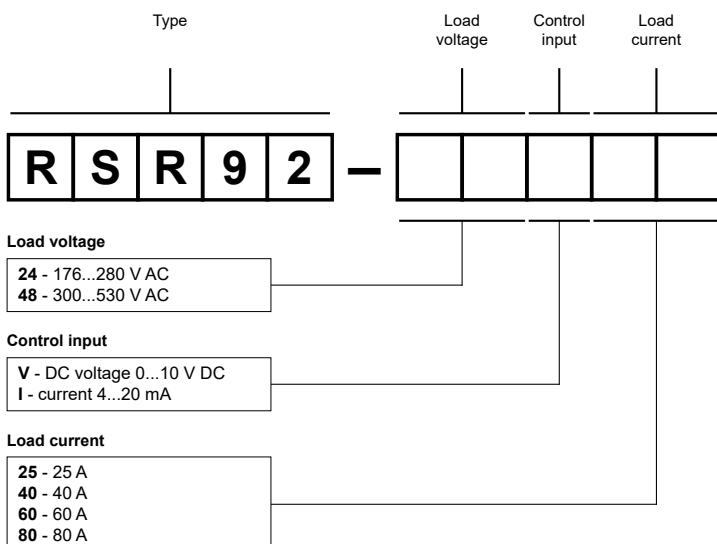 Type
Load voltage
Control input
Load current
RSR92 –
Load voltage
24 - 176...280 V AC
48 - 300...530 V AC
Control input
V - DC voltage 0...10 V DC
I - current 4...20 mA
Load current
25 - 25 A
40 - 40 A
60 - 60 A
80 - 80 A